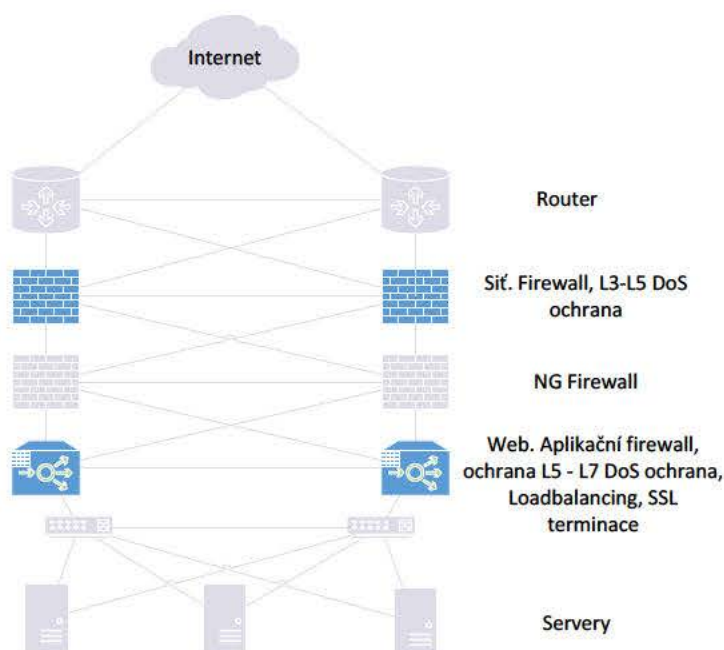 Internet
Router
Siť. Firewall, L3-L5 DoS
ochrana
NG Firewall
Web. Aplikační firewall,
ochrana L5 - L7 DoS ochrana,
Loadbalancing, SSL
terminace
Servery